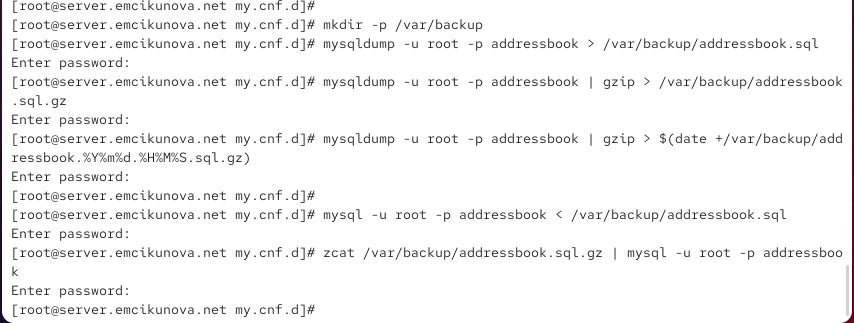 [root@server.emcikunova.net my.cnf.d]#
[root@server.emcikunova.net my.cnf.d]# mkdir -p /var/backup
[root@server.emcikunova.net my.cnf.d]# mysqldump -u root -p addressbook > /var/backup/addressbook.sql
Enter password:
[root@server.emcikunova.net my.cnf.d]# mysqldump -u root -p addressbook | gzip > /var/backup/addressbook
.sql.gz
Enter password:
[root@server.emcikunova.net my.cnf.d]# mysqldump -u root -p addressbook | gzip > $(date +/var/backup/add
ressbook.%Y%m%d.%H%M%S.sql.gz)
Enter password:
[root@server.emcikunova.net my.cnf.d]#
[root@server.emcikunova.net my.cnf.d]# mysql -u root -p addressbook < /var/backup/addressbook.sql
Enter password:
[root@server.emcikunova.net my.cnf.d]# zcat /var/backup/addressbook.sql.gz | mysql -u root -p addressboo
k
Enter password:
[root@server.emcikunova.net my.cnf.d]#